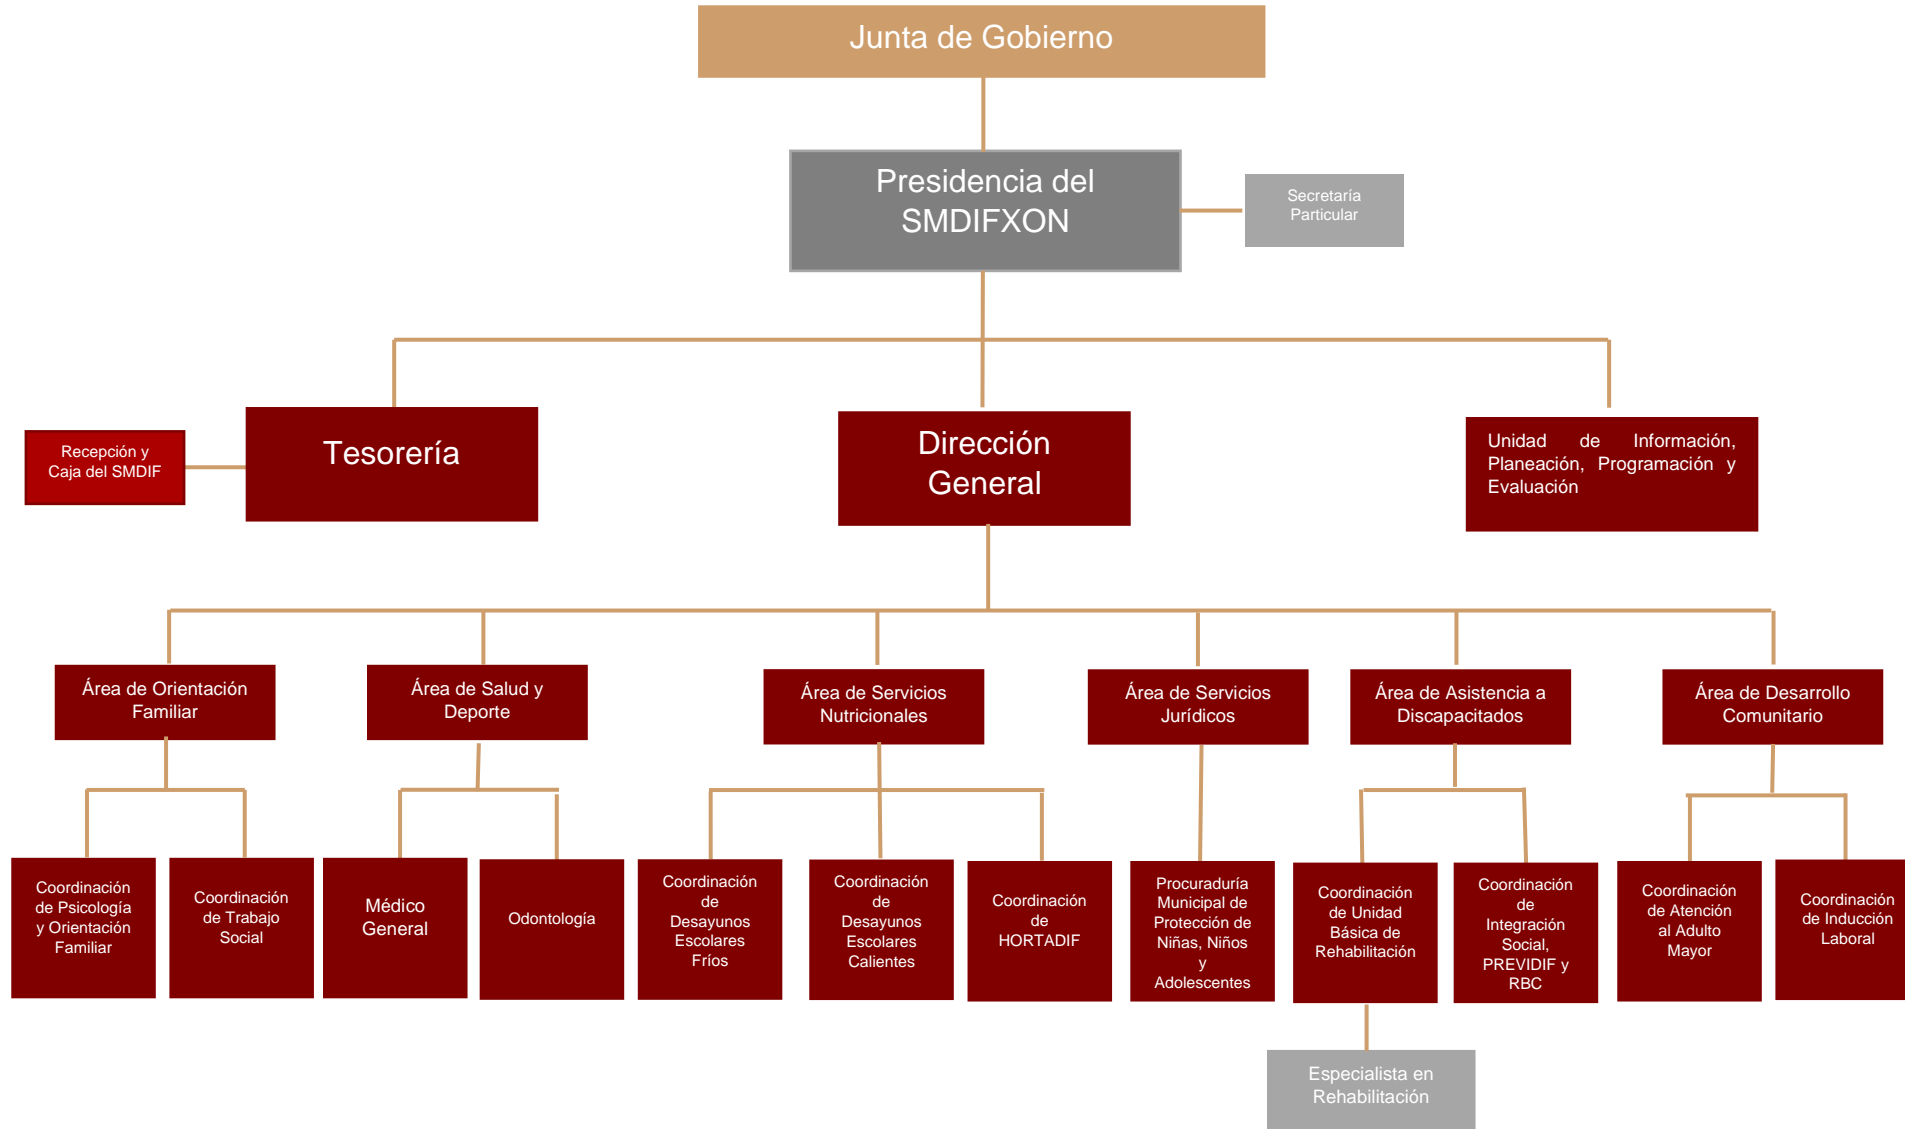 Junta de Gobierno
Presidencia del
SMDIFXON
Secretaría
Particular
Recepción y
Caja del SMDIF
Tesorería
Dirección
General
Unidad de Información,
Planeación, Programación y
Evaluación
Área de Orientación
Familiar
Área de Salud y
Deporte
Área de Servicios
Nutricionales
Área de Servicios
Jurídicos
Área de Asistencia a
Discapacitados
Área de Desarrollo
Comunitario
Coordinación
de Psicología
y Orientación
Familiar
Coordinación
de Trabajo
Social
Médico
General
Odontología
Coordinación
de
Desayunos
Escolares
Fríos
Coordinación
de
Desayunos
Escolares
Calientes
Coordinación
de
HORTADIF
Procuraduría
Municipal de
Protección de
Niñas, Niños
y
Adolescentes
Coordinación
de Unidad
Básica de
Rehabilitación
Coordinación
de
Integración
Social,
PREVIDIF y
RBC
Coordinación
de Atención
al Adulto
Mayor
Coordinación
de Inducción
Laboral
Especialista en
Rehabilitación